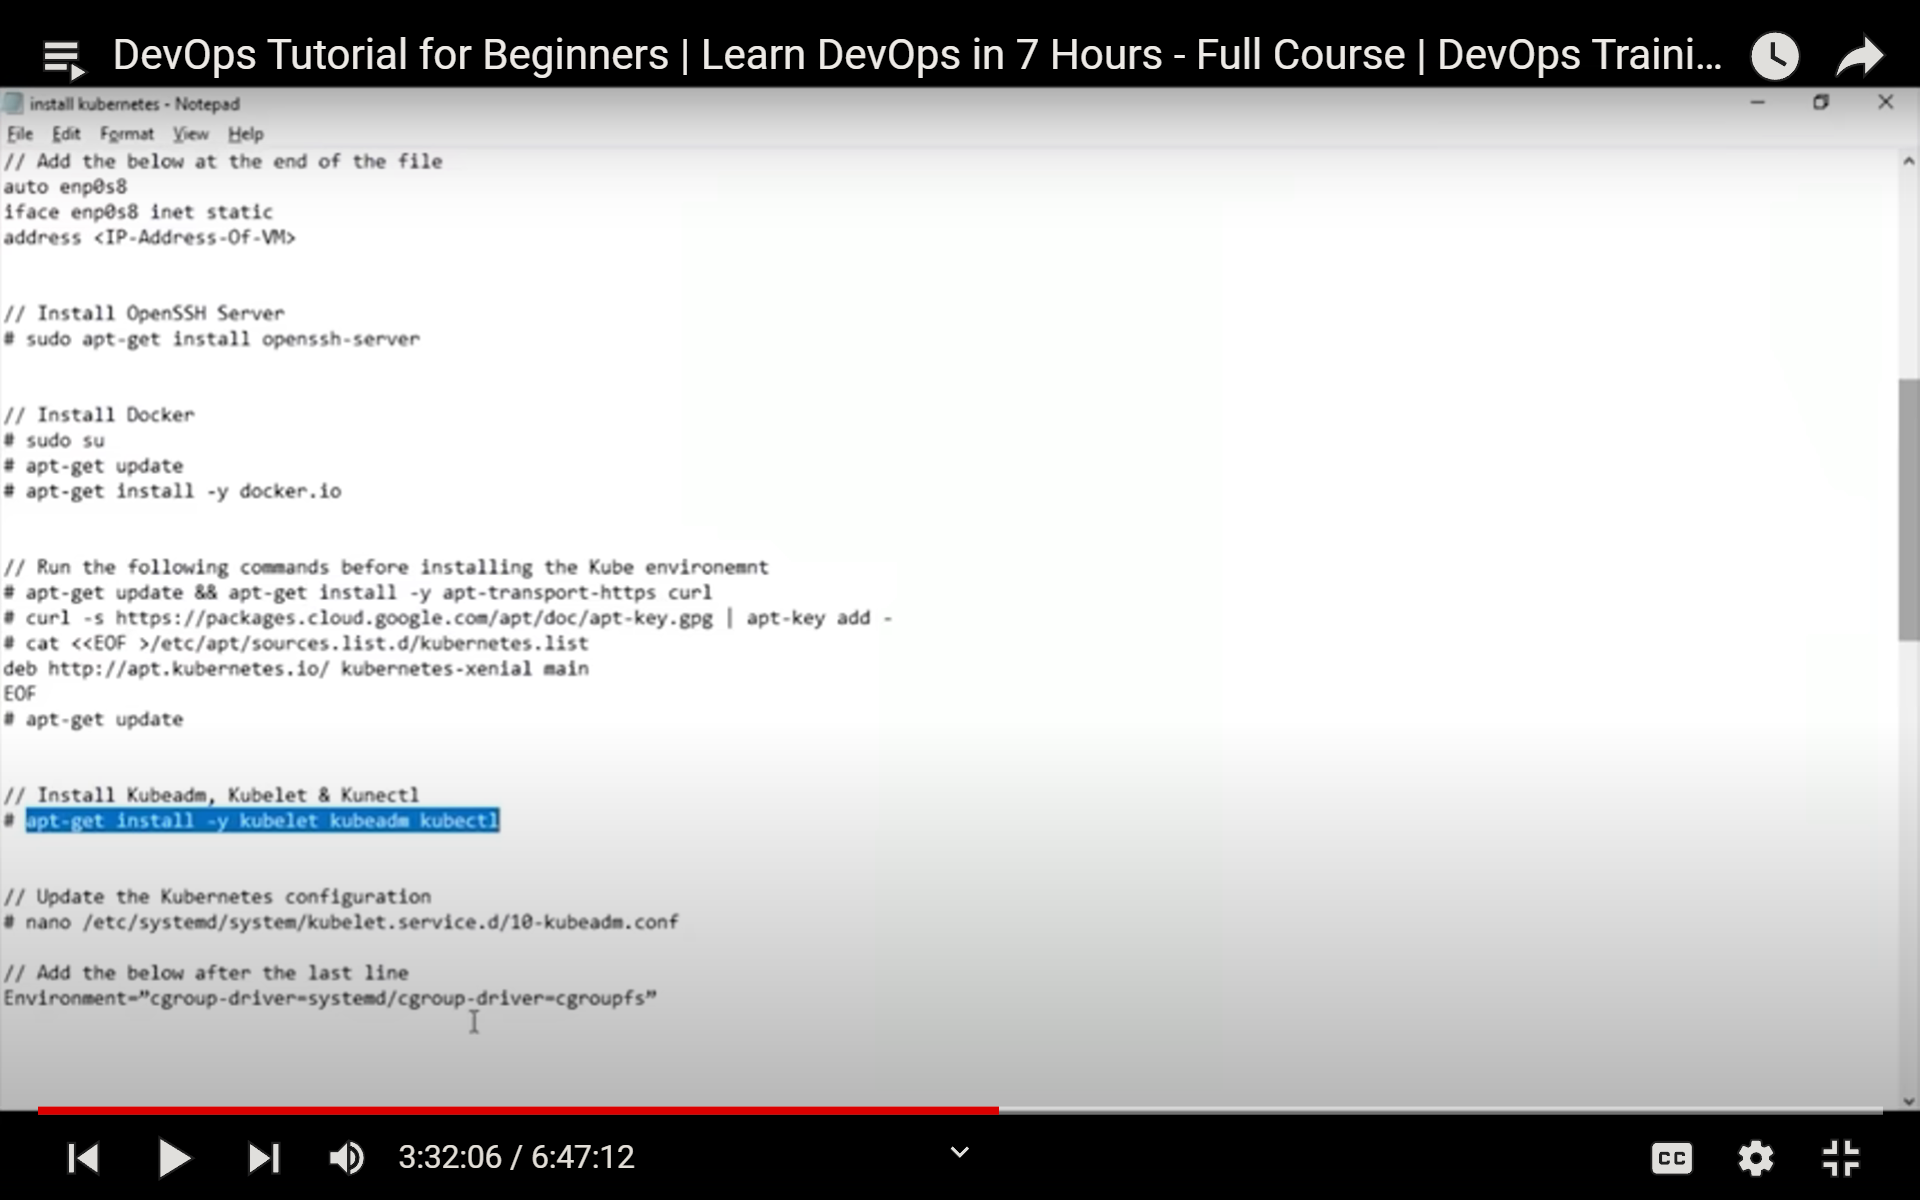 DevOps Tutorial for Beginners | Learn DevOps in 7 Hours - Full Course | DevOps Traini...
install kubernetes - Notepad
File Edit Format View Help
// Add the below at the end of the file
auto enp0s8
iface enp0s8 inet static
address <IP-Address-Of-VM>
// Install OpenSSH Server
# sudo apt-get install openssh-server
// Install Docker
# sudo su
# apt-get update
# apt-get install -y docker.io
// Run the following commands before installing the Kube environemnt
# apt-get update && apt-get install -y apt-transport-https curl
# curl -s https://packages.cloud.google.com/apt/doc/apt-key.gpg | apt-key add -
# cat <<EOF >/etc/apt/sources.list.d/kubernetes.list
deb http://apt.kubernetes.io/ kubernetes-xenial main
EOF
# apt-get update
// Install Kubeadm, Kubelet & Kunectl
# apt-get install -y kubelet kubeadm kubectl
// Update the Kubernetes configuration
# nano /etc/systemd/system/kubelet.service.d/10-kubeadm.conf
// Add the below after the last line
Environment=”cgroup-driver=systemd/cgroup-driver=cgroupfs”
3:32:06 / 6:47:12
CC